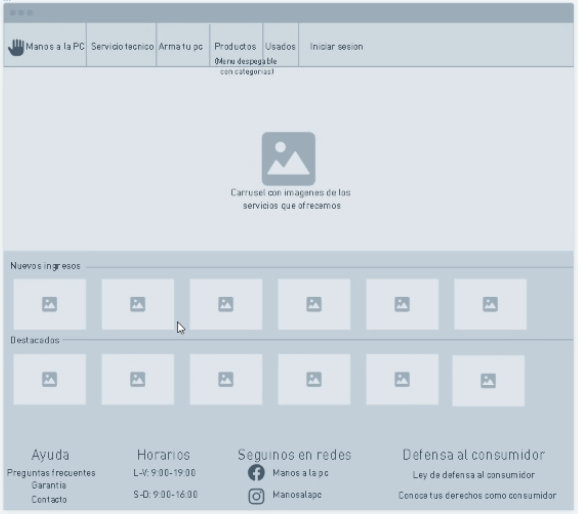 Manos a la PC Servicio tecnico Arma tu pc Productos Usados Iniciar sesion
(Menu despegable
con categorias)
Carrusel con imagenes de los
servicios que ofrecemos
Nuevos ingresos
Destacados
Ayuda Horarios Seguinos en redes Defensa al consumidor
Preguntas frecuentes L-V: 9:00-19:00 Manos a la pc Ley de defensa al consumidor
Garantia
Contacto S-D: 9:00-16:00 Manosalapc Conoce tus derechos como consumidor